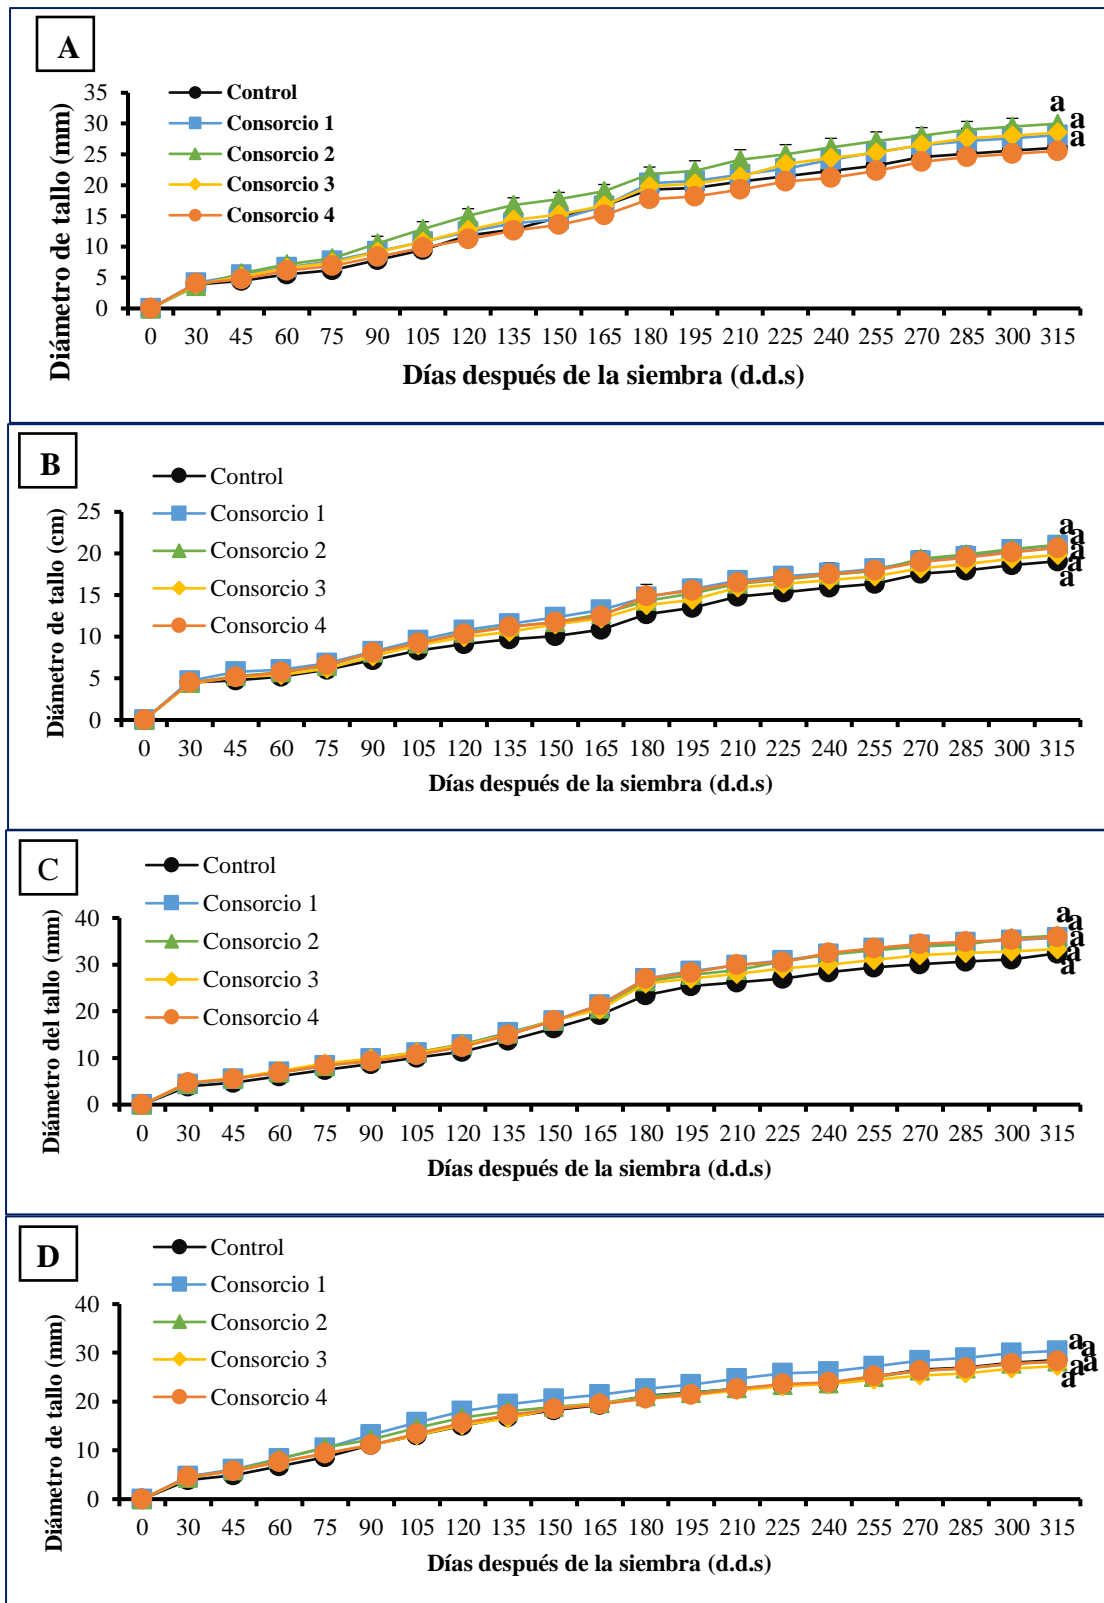 A
35
30
25
20
15
10
5
0
Diámetro de tallo (mm)
Control
Consorcio 1
Consorcio 2
Consorcio 3
Consorcio 4
a
a
a
0 30 45 60 75 90 105 120 135 150 165 180 195 210 225 240 255 270 285 300 315
Días después de la siembra (d.d.s)
B
Control
Consorcio 1
Consorcio 2
Consorcio 3
Consorcio 4
25
20
15
10
5
0
Diámetro de tallo (cm)
a
a
a
a
a
0 30 45 60 75 90 105 120 135 150 165 180 195 210 225 240 255 270 285 300 315
Días después de la siembra (d.d.s)
C
Control
Consorcio 1
Consorcio 2
Consorcio 3
Consorcio 4
40
30
20
10
0
Diámetro del tallo (mm)
a
a
a
a
a
0 30 45 60 75 90 105 120 135 150 165 180 195 210 225 240 255 270 285 300 315
Días después de la siembra (d.d.s)
D
Control
Consorcio 1
Consorcio 2
Consorcio 3
Consorcio 4
40
30
20
10
0
Diámetro de tallo (mm)
a
a
a
a
a
0 30 45 60 75 90 105 120 135 150 165 180 195 210 225 240 255 270 285 300 315
Días después de la siembra (d.d.s)